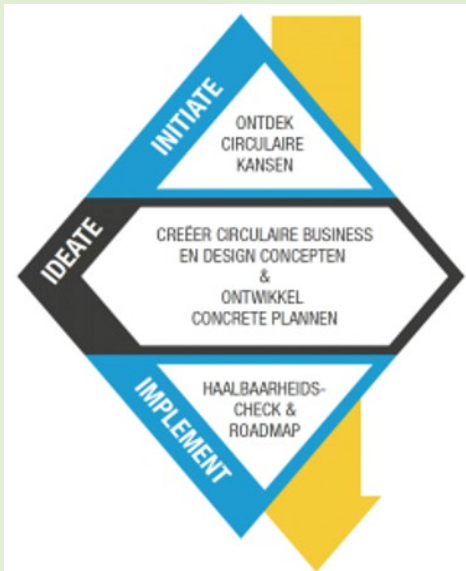 INITIATE
ONTDEK
CIRCULAIRE
KANSEN
IDEATE
CREËER CIRCULAIRE BUSINESS
EN DESIGN CONCEPTEN
&
ONTWIKKEL
CONCRETE PLANNEN
IMPLEMENT
HAALBAARHEIDS-
CHECK &
ROADMAP